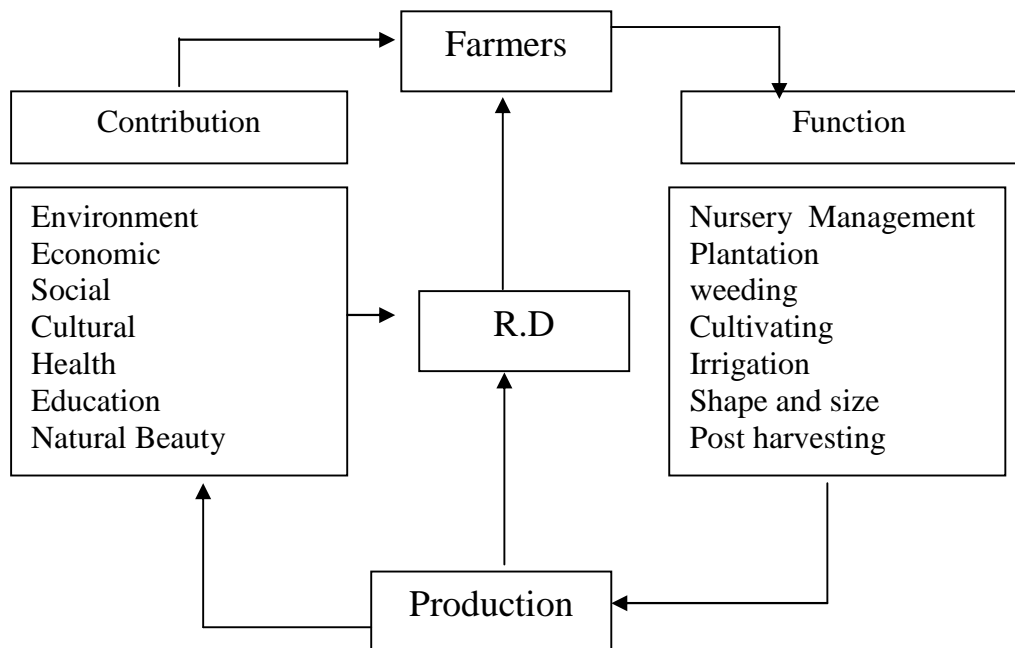 Farmers
Contribution
Function
Environment
Economic
Social
Cultural
Health
Education
Natural Beauty
R.D
Nursery Management
Plantation
weeding
Cultivating
Irrigation
Shape and size
Post harvesting
Production